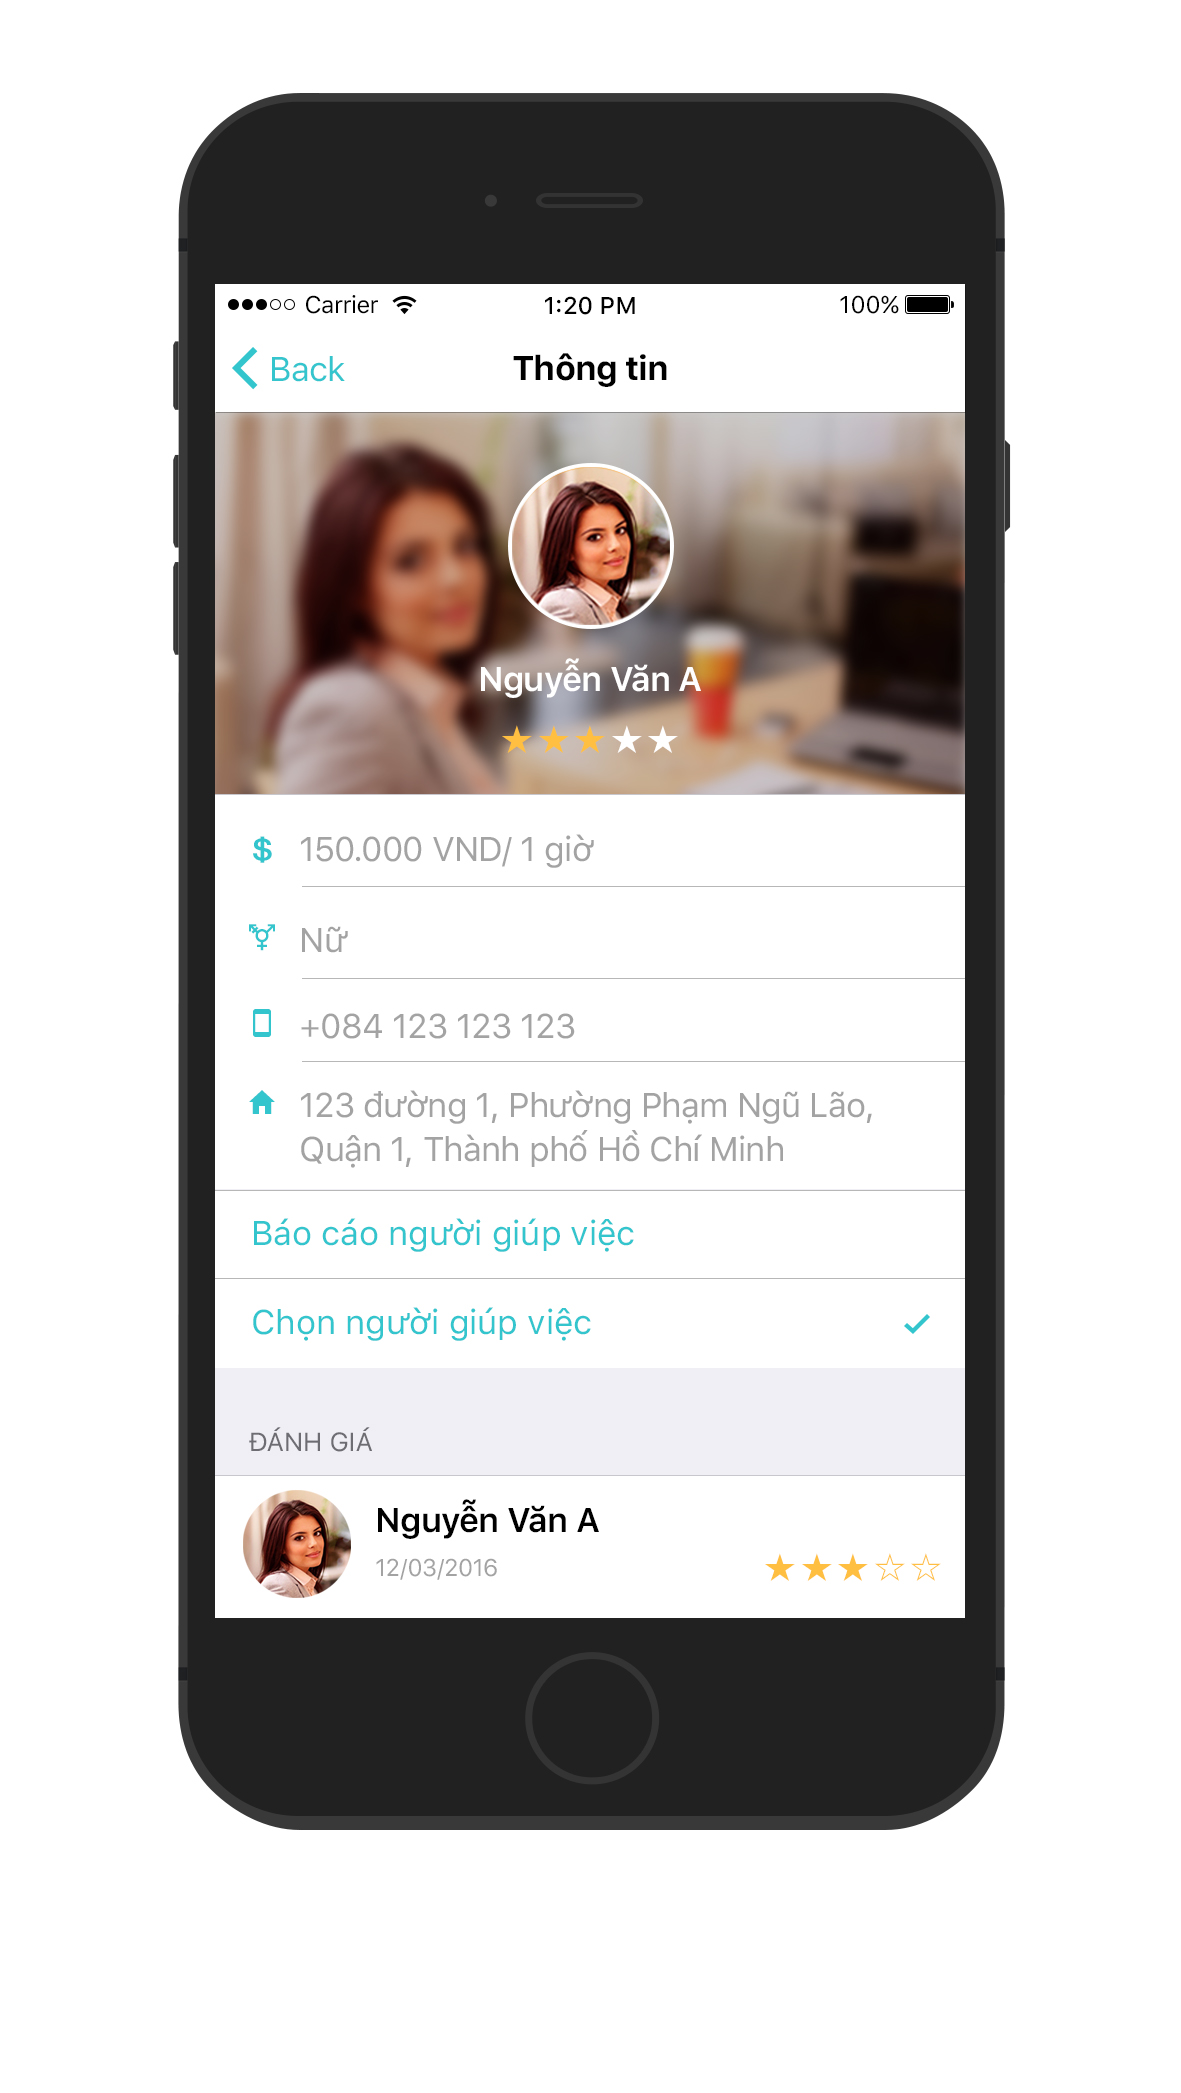 Carrier 1:20 PM 100%
Back Thông tin
Nguyễn Văn A
150.000 VND/ 1 giờ
Nữ
+084 123 123 123
123 đường 1, Phường Phạm Ngũ Lão,
Quận 1, Thành phố Hồ Chí Minh
Báo cáo người giúp việc
Chọn người giúp việc
ĐÁNH GIÁ
Nguyễn Văn A
12/03/2016